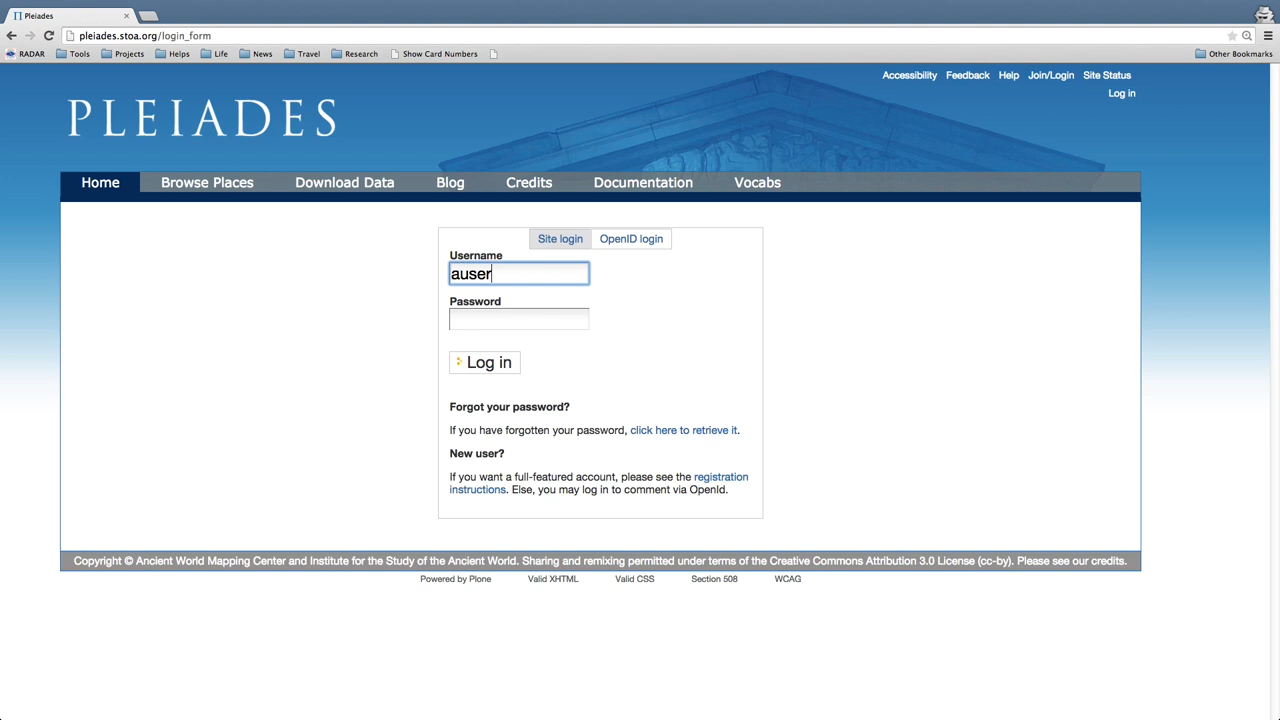 Pleiades
pleiades.stoa.org/login_form
RADAR Tools Projects Helps Life News Travel Research Show Card Numbers Other Bookmarks
Accessibility Feedback Help Join/Login Site Status
Log in
PLEIADES
Home Browse Places Download Data Blog Credits Documentation Vocabs
Site login OpenID login
Username
auser
Password
Log in
Forgot your password?
If you have forgotten your password, click here to retrieve it.
New user?
If you want a full-featured account, please see the registration
instructions. Else, you may log in to comment via OpenId.
Copyright © Ancient World Mapping Center and Institute for the Study of the Ancient World. Sharing and remixing permitted under terms of the Creative Commons Attribution 3.0 License (cc-by). Please see our credits.
Powered by Plone Valid XHTML Valid CSS Section 508 WCAG